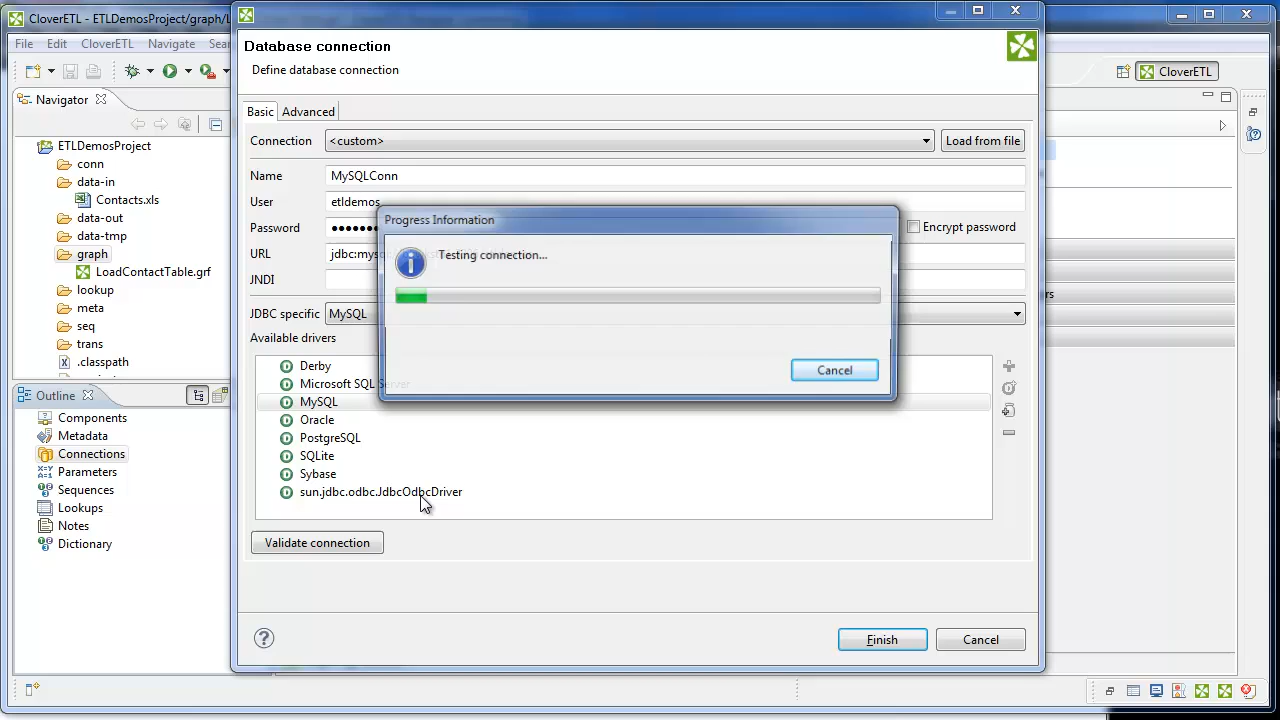 CloverETL - ETLDemosProject/graph/L
File Edit CloverETL Navigate Sear
CloverETL
Navigator
ETLDemosProject
conn
data-in
Contacts.xls
data-out
data-tmp
graph
LoadContactTable.grf
lookup
meta
seq
trans
.classpath
Outline
Components
Metadata
Connections
Parameters
Sequences
Lookups
Notes
Dictionary
Database connection
Define database connection
Basic Advanced
Connection <custom> Load from file
Name MySQLConn
User etldemos
Password ●●●●●●● Encrypt password
URL jdbc:mysq
JNDI
JDBC specific MySQL
Available drivers
Derby
Microsoft SQL Server
MySQL
Oracle
PostgreSQL
SQLite
Sybase
sun.jdbc.odbc.JdbcOdbcDriver
Validate connection
Finish Cancel
Progress Information
Testing connection...
Cancel
rs